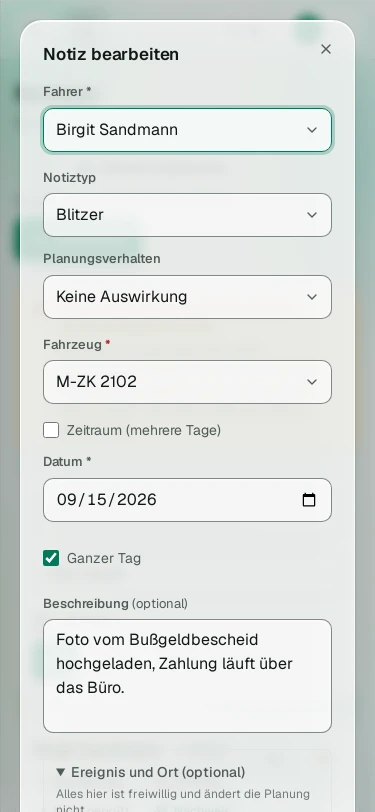 Notiz bearbeiten
Fahrer *
Birgit Sandmann
Notiztyp
Blitzer
Planungsverhalten
Keine Auswirkung
Fahrzeug *
M-ZK 2102
Zeitraum (mehrere Tage)
Datum *
09/15/2026
Ganzer Tag
Beschreibung (optional)
Foto vom Bußgeldbescheid
hochgeladen, Zahlung läuft über
das Büro.
▼ Ereignis und Ort (optional)
Alles hier ist freiwillig und ändert die Planung
nicht